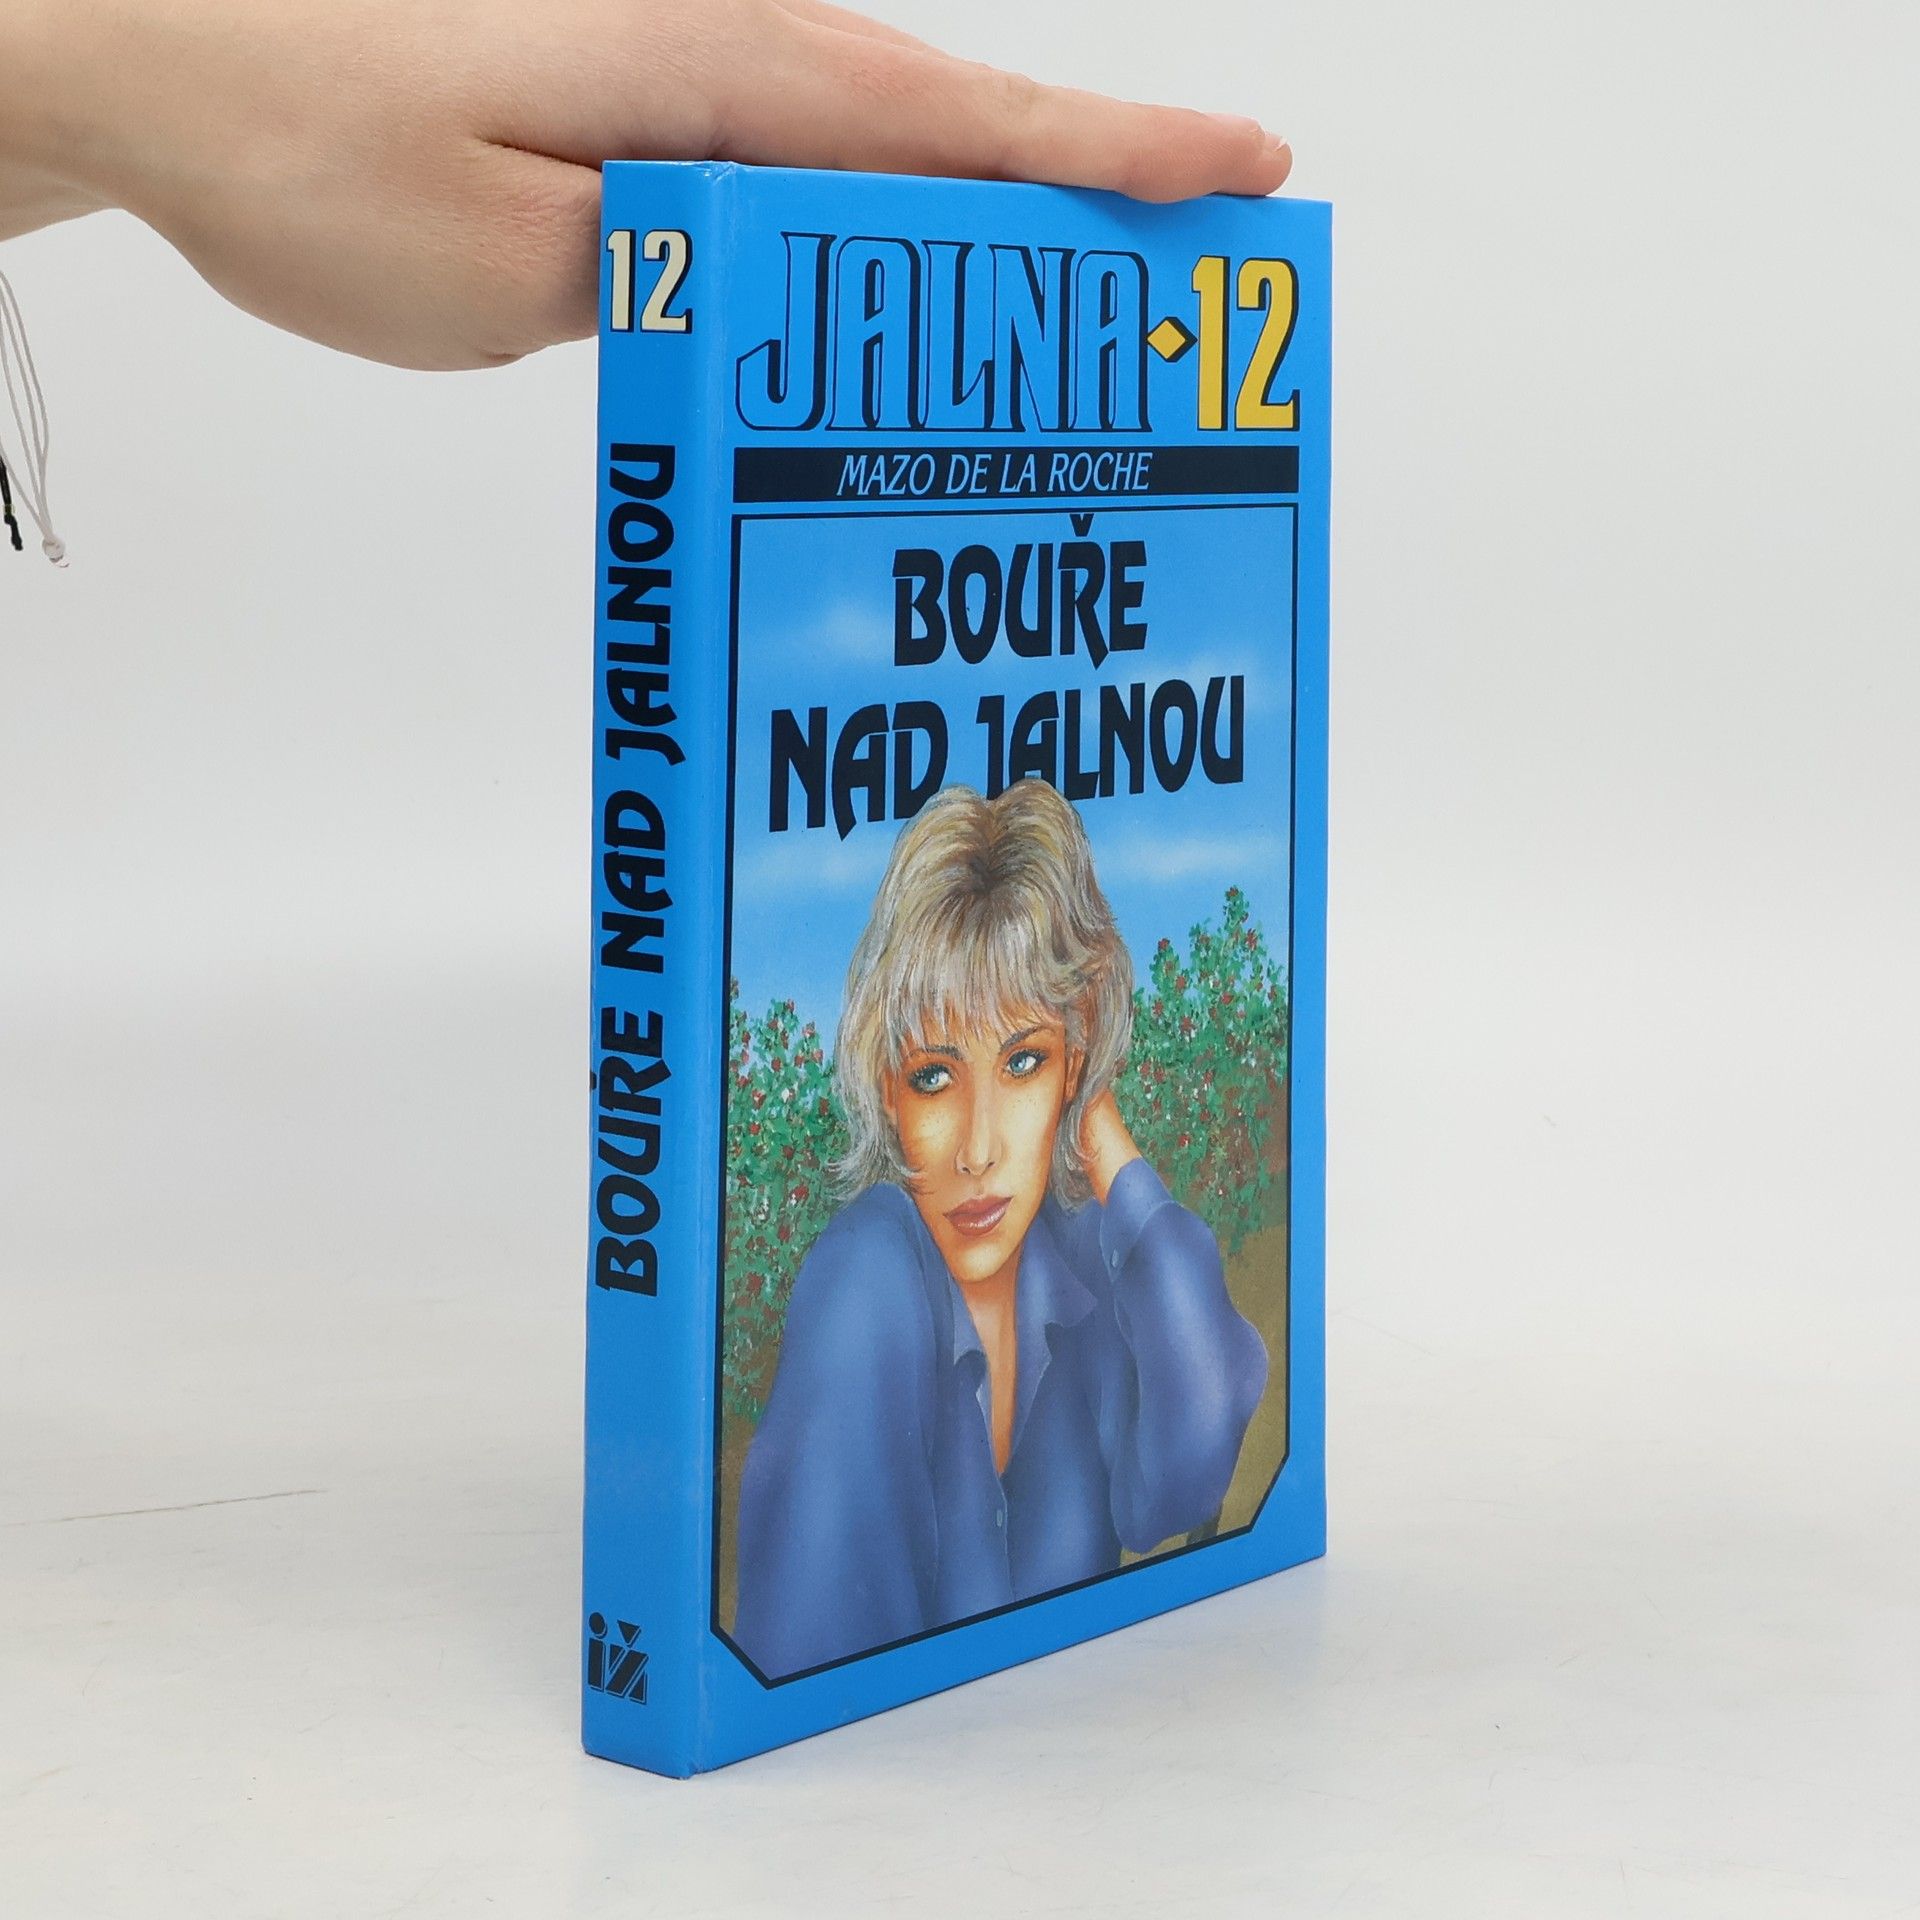 12
BOUŘE NAD JALNOU
iž
JALNA•12
MAZO DE LA ROCHE
BOUŘE
NAD JALNOU